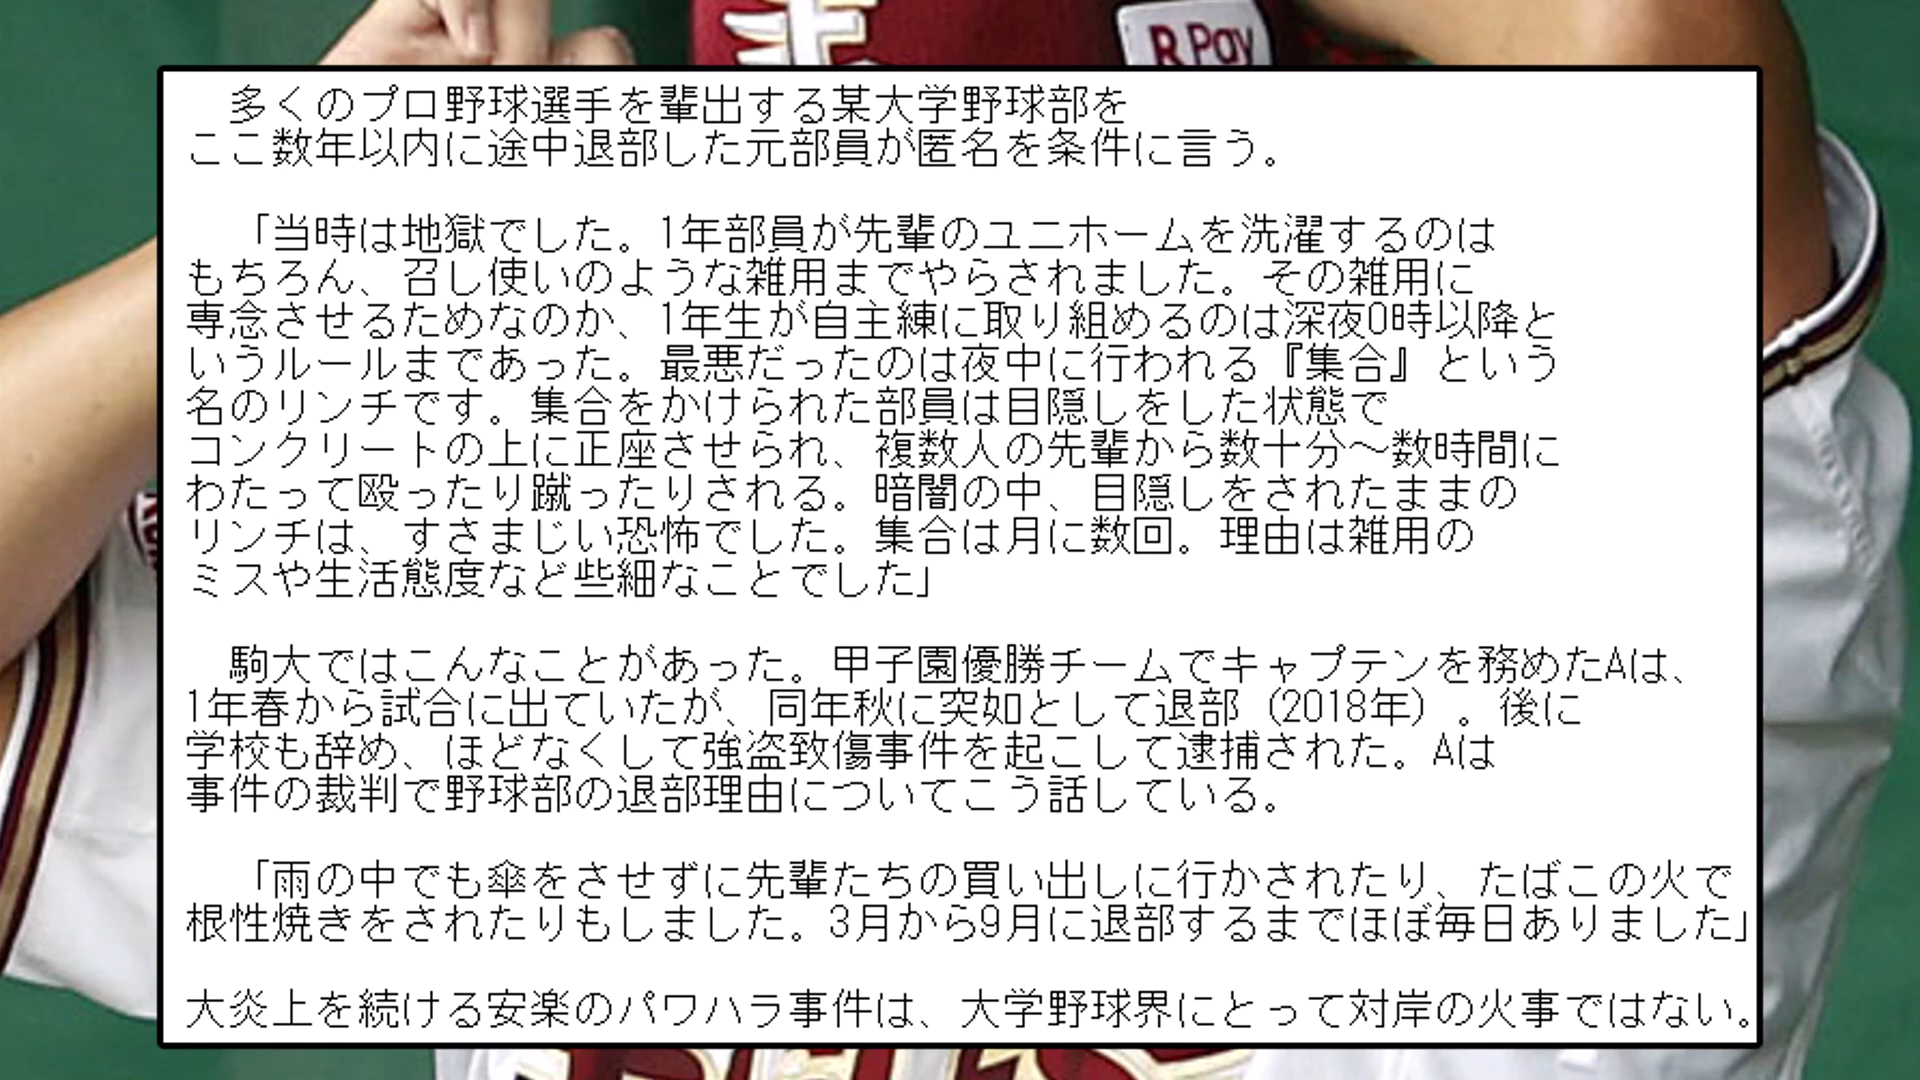 R Pay
多くのプロ野球選手を輩出する某大学野球部を
ここ数年以内に途中退部した元部員が匿名を条件に言う。
「当時は地獄でした。1年部員が先輩のユニホームを洗濯するのは
もちろん、召し使いのような雑用までやらされました。その雑用に
専念させるためなのか、1年生が自主練に取り組めるのは深夜0時以降と
いうルールまであった。最悪だったのは夜中に行われる『集合』という
名のリンチです。集合をかけられた部員は目隠しをした状態で
コンクリートの上に正座させられ、複数人の先輩から数十分～数時間に
わたって殴ったり蹴ったりされる。暗闇の中、目隠しをされたままの
リンチは、すさまじい恐怖でした。集合は月に数回。理由は雑用の
ミスや生活態度など些細なことでした」
駒大ではこんなことがあった。甲子園優勝チームでキャプテンを務めたAは、
1年春から試合に出ていたが、同年秋に突如として退部（2018年）。後に
学校も辞め、ほどなくして強盗致傷事件を起こして逮捕された。Aは
事件の裁判で野球部の退部理由についてこう話している。
「雨の中でも傘をさせずに先輩たちの買い出しに行かされたり、たばこの火で
根性焼きをされたりもしました。3月から9月に退部するまでほぼ毎日ありました」
大炎上を続ける安楽のパワハラ事件は、大学野球界にとって対岸の火事ではない。